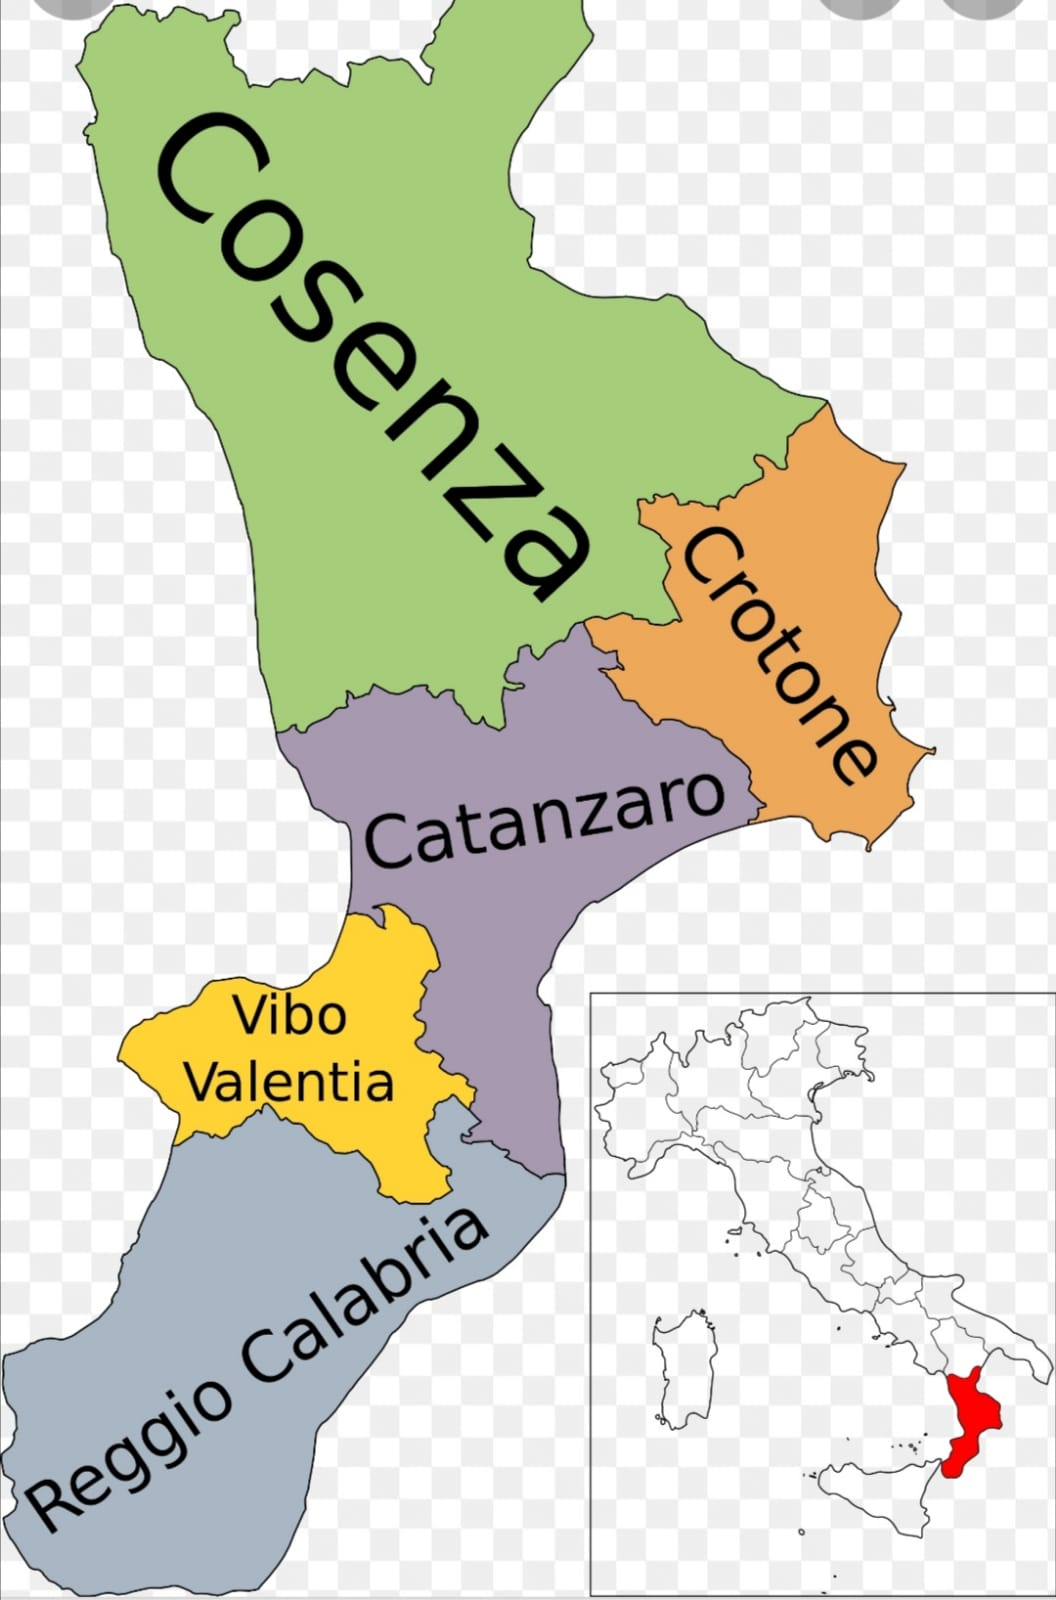 Cosenza
Crotone
Catanzaro
Vibo
Valentia
Reggio Calabria